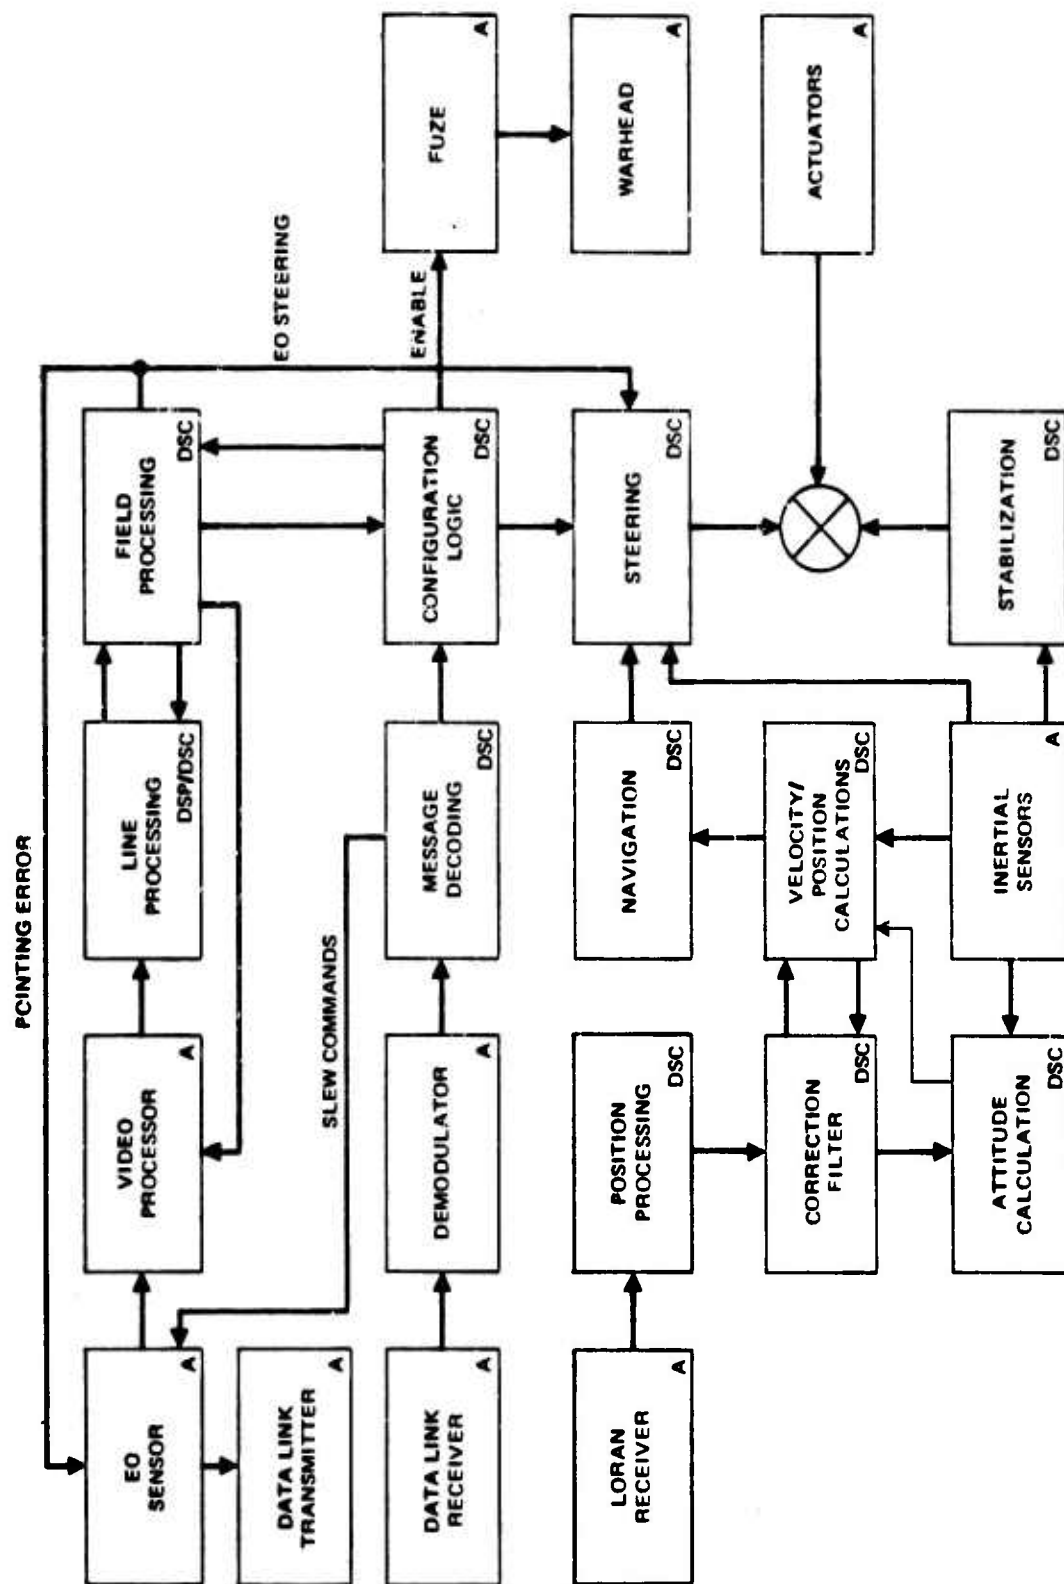 PCINTING ERROR
EO
SENSOR
A
VIDEO
PROCESSOR
A
LINE
PROCESSING
DSP/DSC
FIELD
PROCESSING
DSC
DATA LINK
TRANSMITTER
A
SLEW COMMANDS
EO STEERING
DATA LINK
RECEIVER
A
DEMODULATOR
A
MESSAGE
DECODING
DSC
CONFIGURATION
LOGIC
DSC
ENABLE
FUZE
A
LORAN
RECEIVER
A
POSITION
PROCESSING
DSC
NAVIGATION
DSC
STEERING
DSC
WARHEAD
A
CORRECTION
FILTER
DSC
VELOCITY/
POSITION
CALCULATIONS
DSC
ACTUATORS
A
ATTITUDE
CALCULATION
DSC
INERTIAL
SENSORS
A
STABILIZATION
DSC